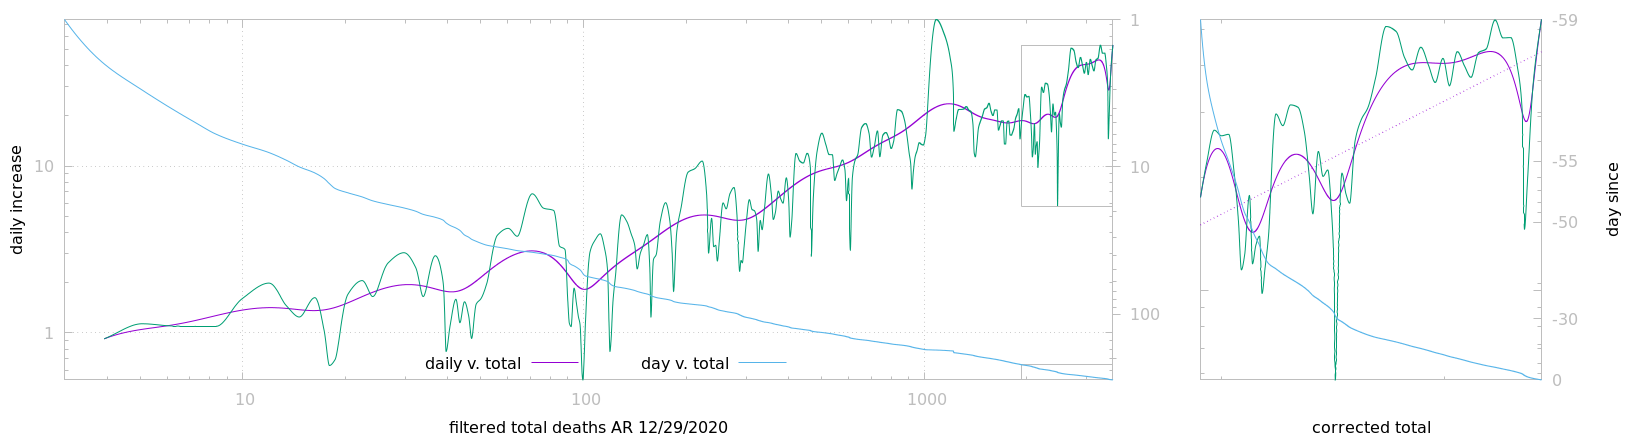 1
-59
10
10
-55
daily increase
-50
day since
100
-30
1
daily v. total
day v. total
0
10
100
1000
filtered total deaths AR 12/29/2020
corrected total